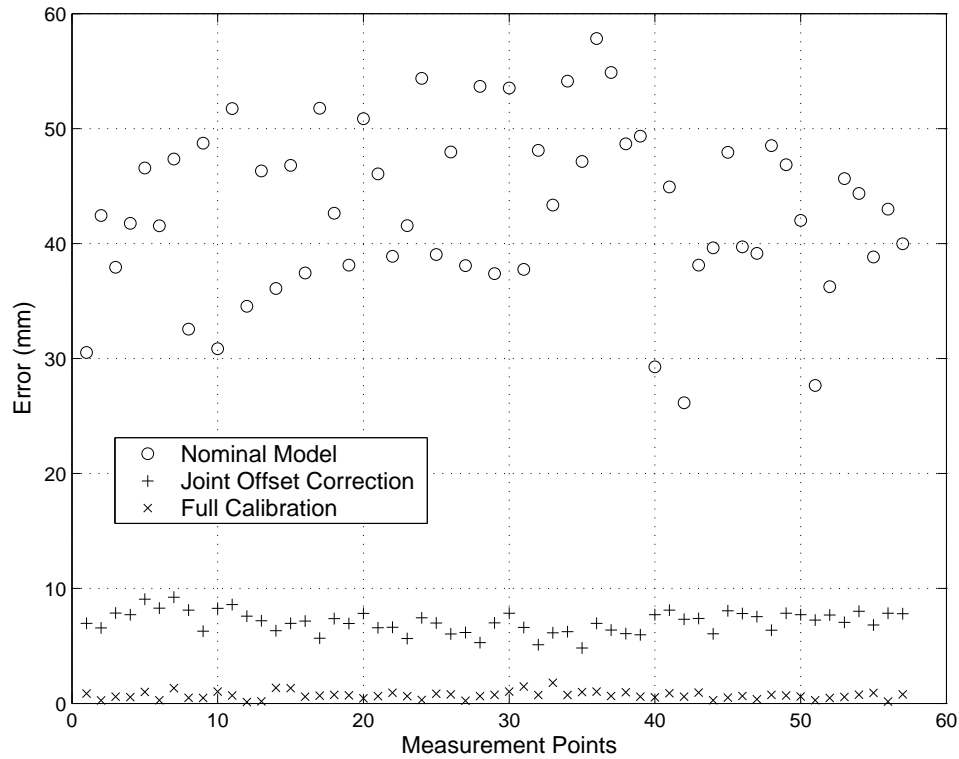 60
50
40
30
20
10
0
Error (mm)
Nominal Model
Joint Offset Correction
Full Calibration
0 10 20 30 40 50 60
Measurement Points